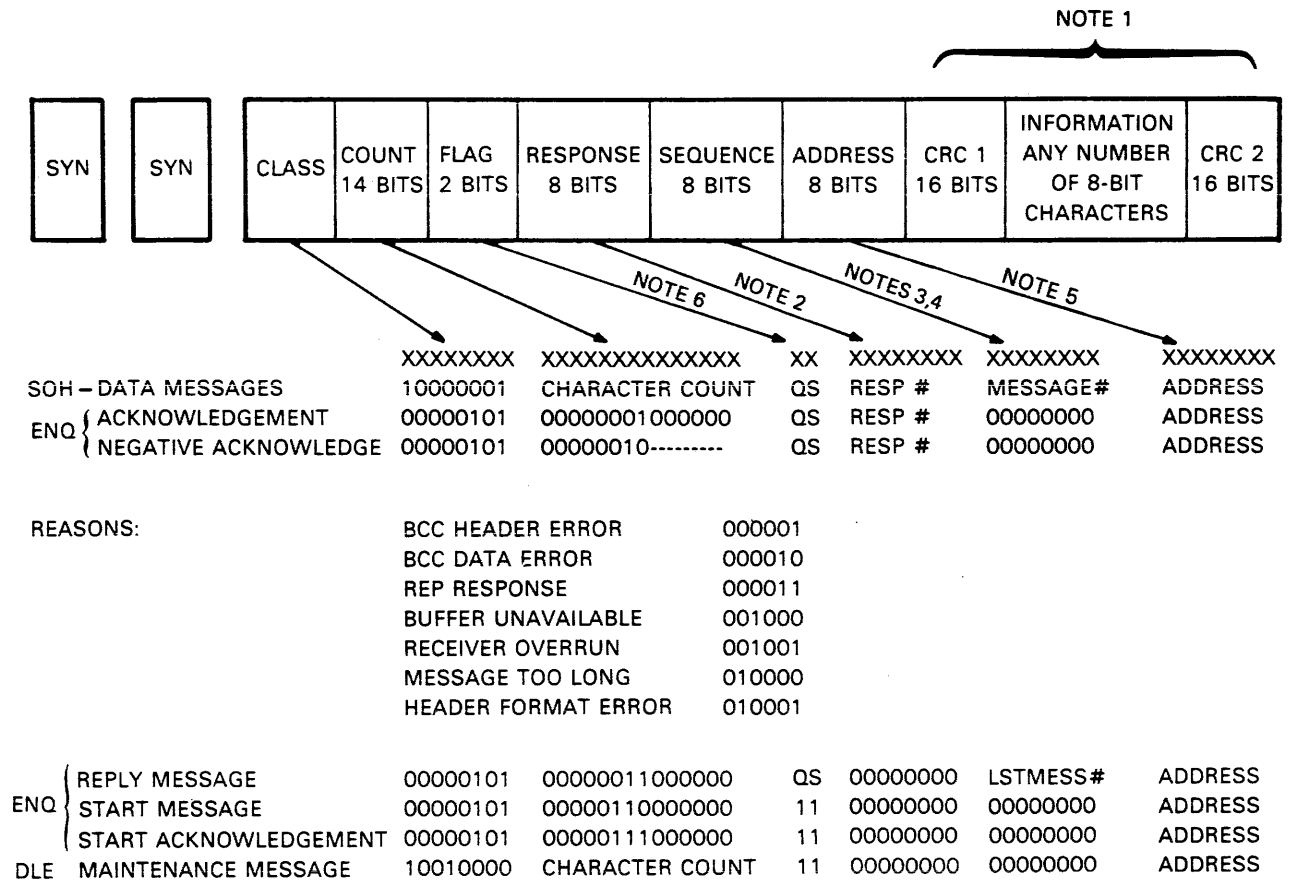 NOTE 1
SYN
SYN
CLASS
COUNT
14 BITS
FLAG
2 BITS
RESPONSE
8 BITS
SEQUENCE
8 BITS
ADDRESS
8 BITS
CRC 1
16 BITS
INFORMATION
ANY NUMBER
OF 8-BIT
CHARACTERS
CRC 2
16 BITS
NOTE 6
NOTE 2
NOTES 3,4
NOTE 5
XXXXXXXX XXXXXXXXXXXXXX XX XXXXXXXX XXXXXXXX XXXXXXXX
SOH – DATA MESSAGES 10000001 CHARACTER COUNT QS RESP # MESSAGE# ADDRESS
ENQ
ACKNOWLEDGEMENT 00000101 00000001000000 QS RESP # 00000000 ADDRESS
NEGATIVE ACKNOWLEDGE 00000101 00000010--------- QS RESP # 00000000 ADDRESS
REASONS:
BCC HEADER ERROR 000001
BCC DATA ERROR 000010
REP RESPONSE 000011
BUFFER UNAVAILABLE 001000
RECEIVER OVERRUN 001001
MESSAGE TOO LONG 010000
HEADER FORMAT ERROR 010001
ENQ
REPLY MESSAGE 00000101 00000011000000 QS 00000000 LSTMESS# ADDRESS
START MESSAGE 00000101 00000110000000 11 00000000 00000000 ADDRESS
START ACKNOWLEDGEMENT 00000101 00000111000000 11 00000000 00000000 ADDRESS
DLE MAINTENANCE MESSAGE 10010000 CHARACTER COUNT 11 00000000 00000000 ADDRESS